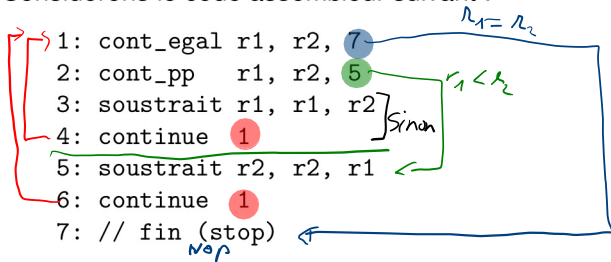 Considérons le code assembleur suivant :
r1 = r2
1: cont_egal r1, r2, 7
2: cont_pp r1, r2, 5
r1 < r2
3: soustrait r1, r1, r2
Sinon
4: continue 1
5: soustrait r2, r2, r1
6: continue 1
7: // fin (stop)
NOP